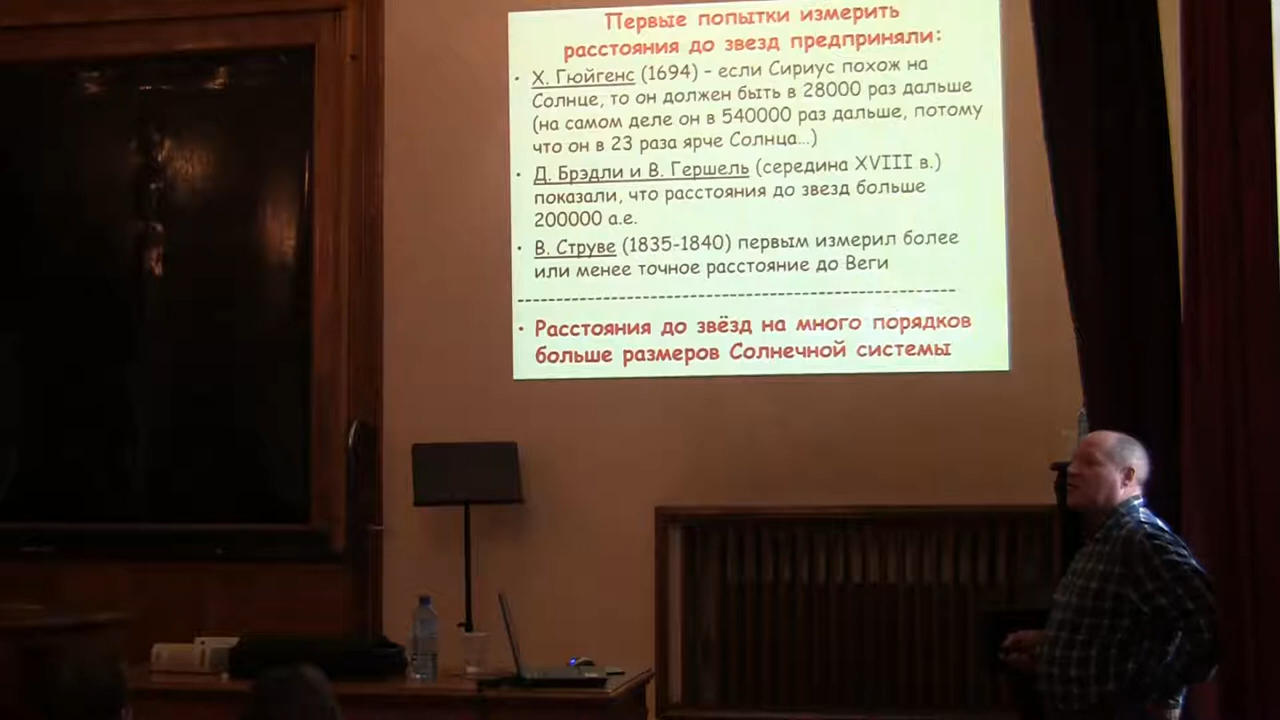 Первые попытки измерить
расстояния до звезд предприняли:
• Х. Гюйгенс (1694) – если Сириус похож на
Солнце, то он должен быть в 28000 раз дальше
(на самом деле он в 540000 раз дальше, потому
что он в 23 раза ярче Солнца…)
• Д. Брэдли и В. Гершель (середина XVIII в.)
показали, что расстояния до звезд больше
200000 а.е.
• В. Струве (1835-1840) первым измерил более
или менее точное расстояние до Веги
• Расстояния до звёзд на много порядков
больше размеров Солнечной системы